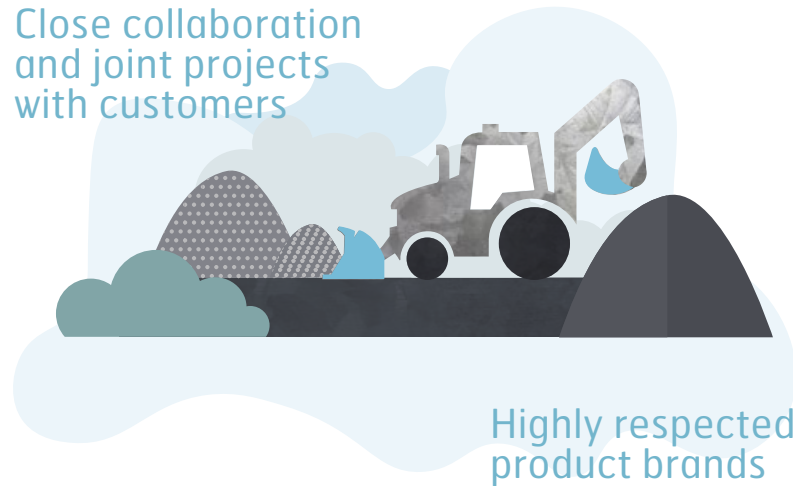 Close collaboration
and joint projects
with customers
Highly respected
product brands